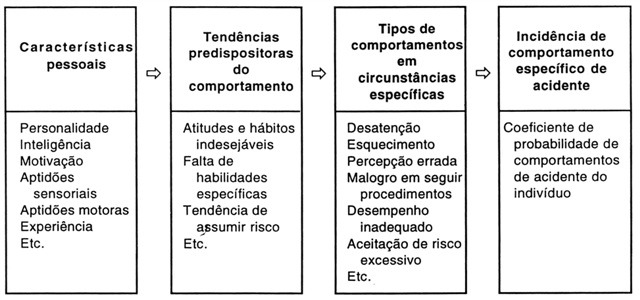 Características
pessoais
Personalidade
Inteligência
Motivação
Aptidões
sensoriais
Aptidões motoras
Experiência
Etc.
Tendências
predispositoras
do
comportamento
Atitudes e hábitos
indesejáveis
Falta de
habilidades
específicas
Tendência de
assumir risco
Etc.
Tipos de
comportamentos
em
circunstâncias
específicas
Desatenção
Esquecimento
Percepção errada
Malogro em seguir
procedimentos
Desempenho
inadequado
Aceitação de risco
excessivo
Etc.
Incidência de
comportamento
específico de
acidente
Coeficiente de
probabilidade de
comportamentos
de acidente do
indivíduo